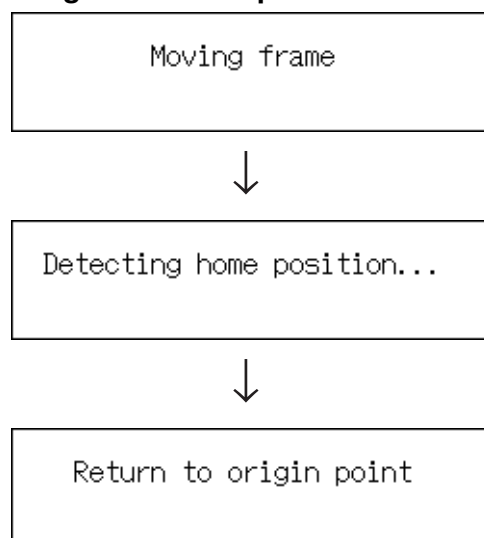 Moving frame
Detecting home position...
Return to origin point